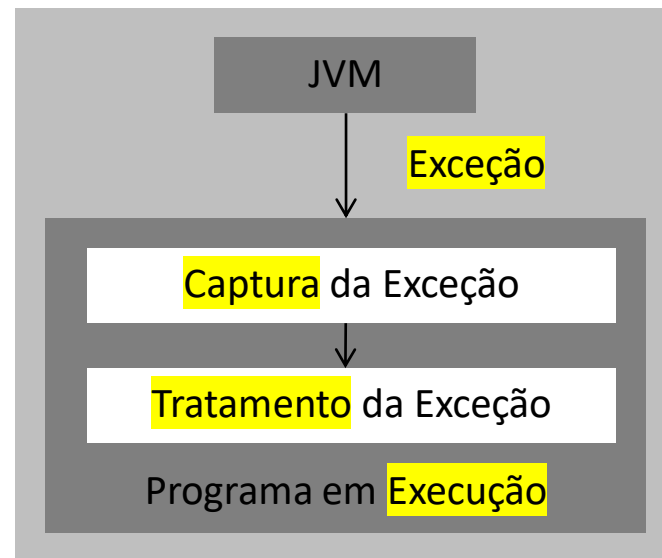 JVM
Exceção
Captura da Exceção
Tratamento da Exceção
Programa em Execução